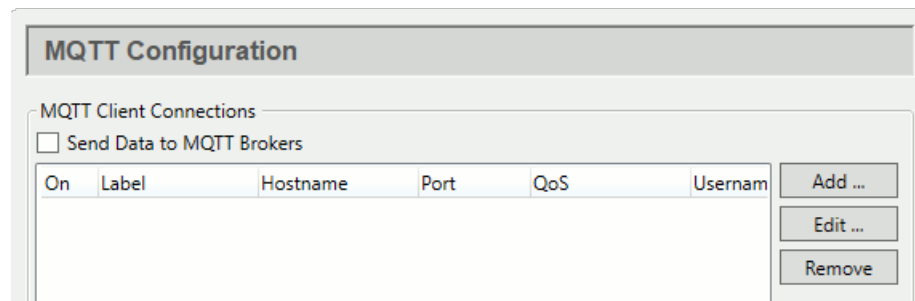 MQTT Configuration
MQTT Client Connections
Send Data to MQTT Brokers
On Label Hostname Port QoS Usernam
Add ...
Edit ...
Remove